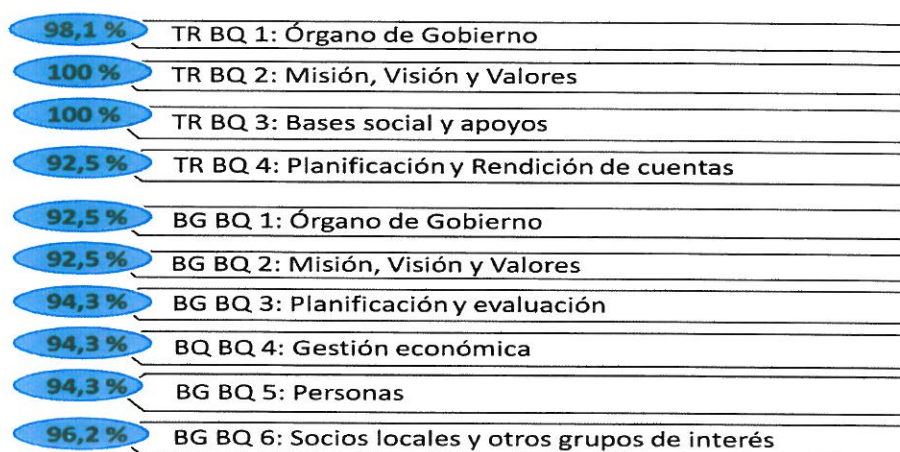 98,1 % TR BQ 1: Órgano de Gobierno
100 % TR BQ 2: Misión, Visión y Valores
100 % TR BQ 3: Bases social y apoyos
92,5 % TR BQ 4: Planificación y Rendición de cuentas
92,5 % BG BQ 1: Órgano de Gobierno
92,5 % BG BQ 2: Misión, Visión y Valores
94,3 % BG BQ 3: Planificación y evaluación
94,3 % BQ BQ 4: Gestión económica
94,3 % BG BQ 5: Personas
96,2 % BG BQ 6: Socios locales y otros grupos de interés